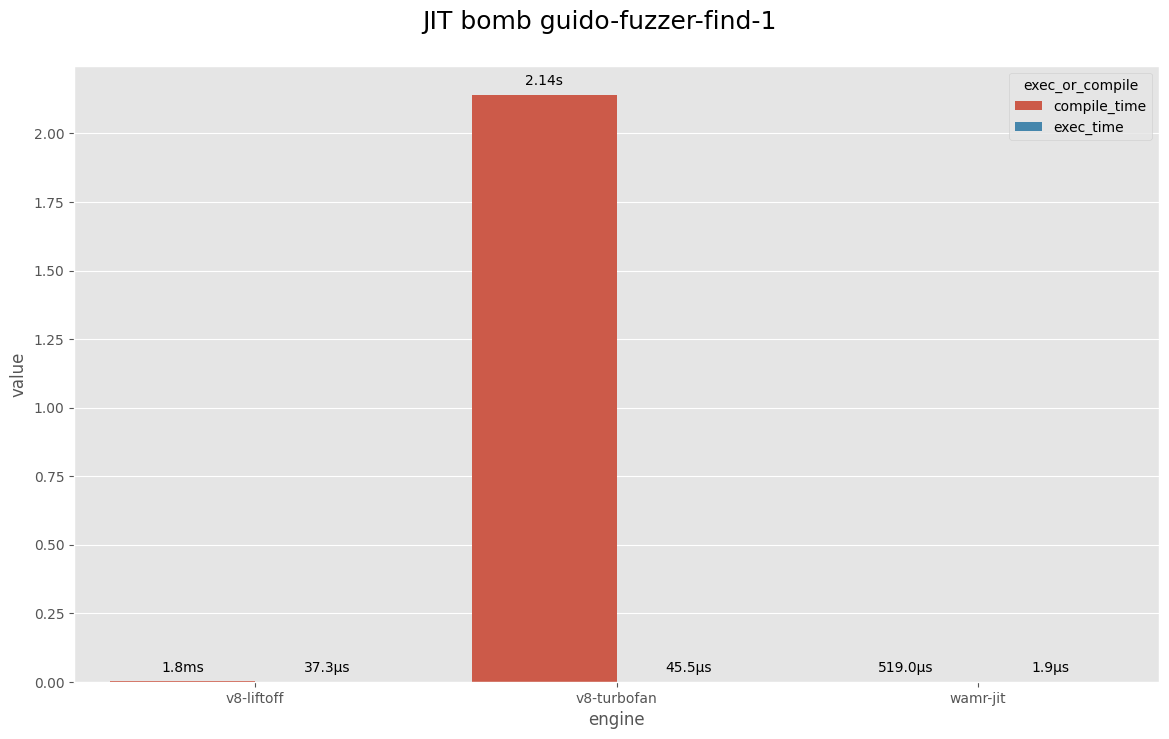 JIT bomb guido-fuzzer-find-1
2.14s
exec_or_compile
compile_time
exec_time
2.00
1.75
1.50
1.25
1.00
0.75
0.50
0.25
0.00
value
1.8ms
37.3µs
45.5µs
519.0µs
1.9µs
v8-liftoff
v8-turbofan
wamr-jit
engine